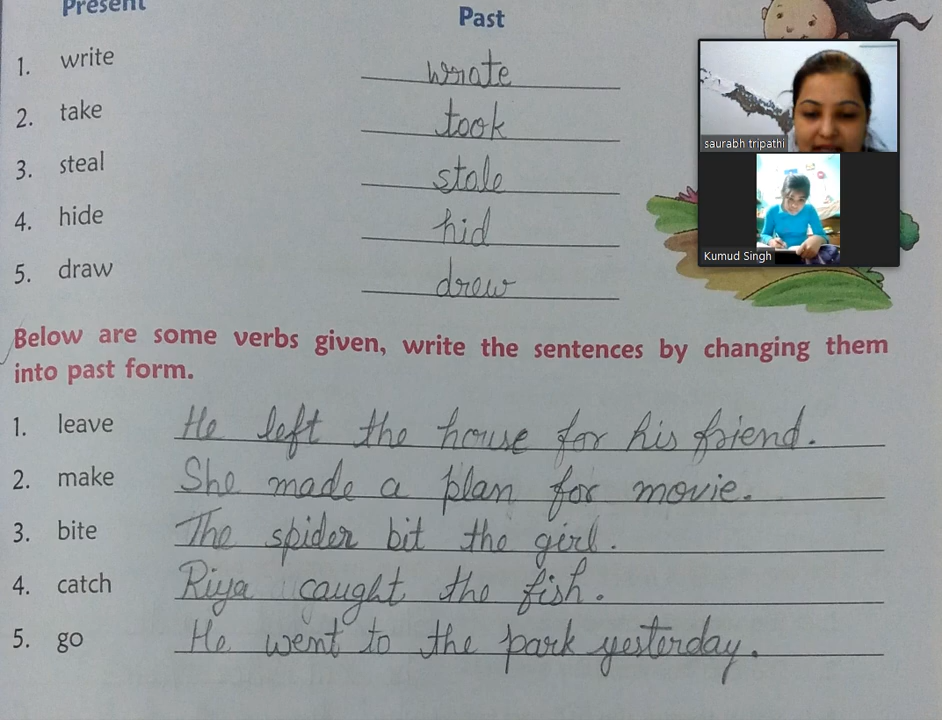 Present Past
1. write wrote
2. take took
3. steal stole
4. hide hid
5. draw drew
saurabh tripathi
Kumud Singh
Below are some verbs given, write the sentences by changing them
into past form.
1. leave He left the house for his friend.
2. make She made a plan for movie.
3. bite The spider bit the girl.
4. catch Riya caught the fish.
5. go He went to the park yesterday.